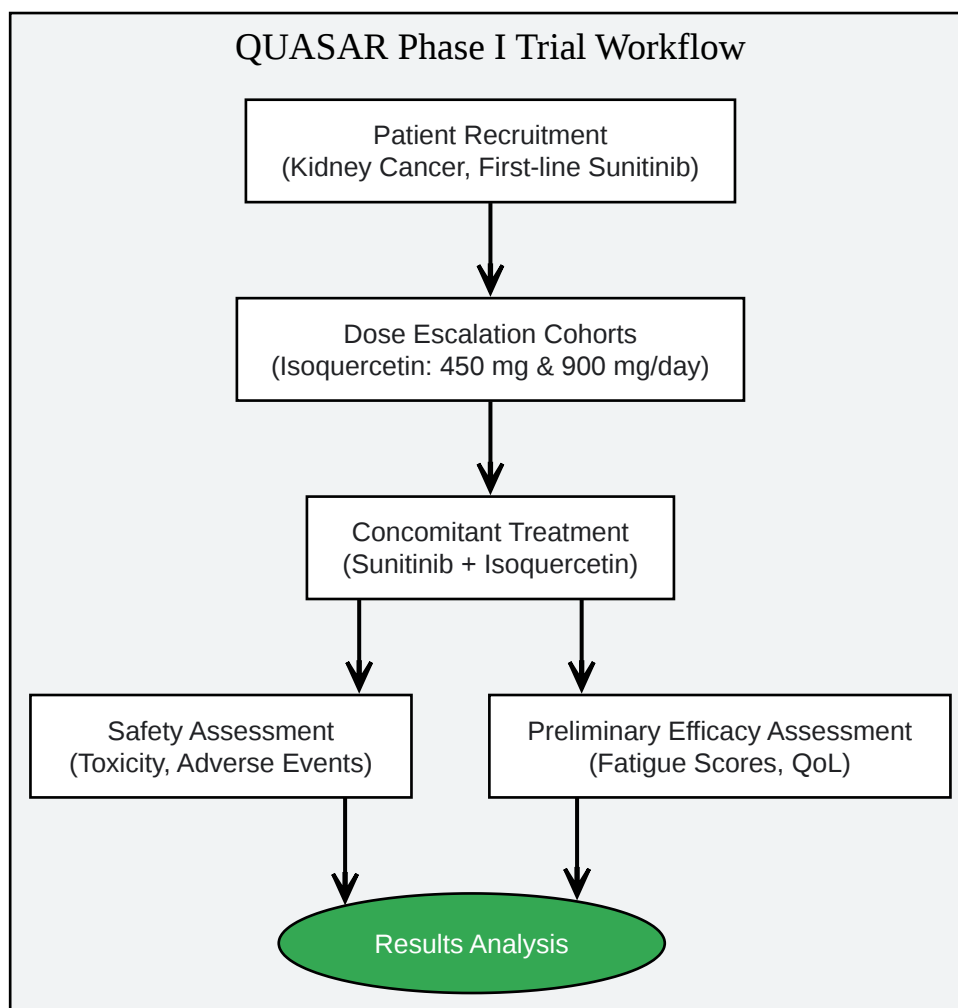 QUASAR Phase I Trial Workflow
Patient Recruitment
(Kidney Cancer, First-line Sunitinib)
Dose Escalation Cohorts
(Isoquercetin: 450 mg & 900 mg/day)
Concomitant Treatment
(Sunitinib + Isoquercetin)
Safety Assessment
(Toxicity, Adverse Events)
Preliminary Efficacy Assessment
(Fatigue Scores, QoL)
Results Analysis